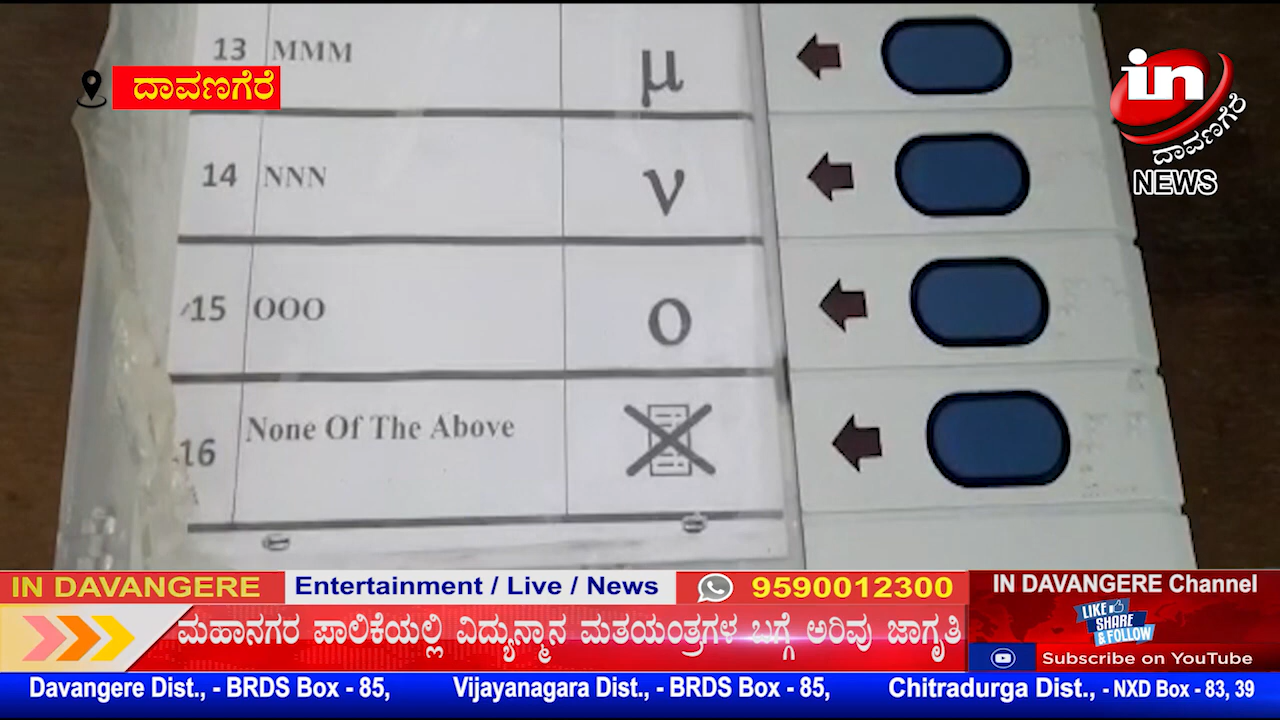 13 MMM μ
ದಾವಣಗೆರೆ
in
ದಾವಣಗೆರೆ
NEWS
14 NNN ν
15 OOO ο
16 None Of The Above
IN DAVANGERE Entertainment / Live / News 9590012300 IN DAVANGERE Channel
LIKE
SHARE
& FOLLOW
ಮಹಾನಗರ ಪಾಲಿಕೆಯಲ್ಲಿ ವಿದ್ಯುನ್ಮಾನ ಮತಯಂತ್ರಗಳ ಬಗ್ಗೆ ಅರಿವು ಜಾಗೃತಿ
Subscribe on YouTube
Davangere Dist., - BRDS Box - 85, Vijayanagara Dist., - BRDS Box - 85, Chitradurga Dist., - NXD Box - 83, 39